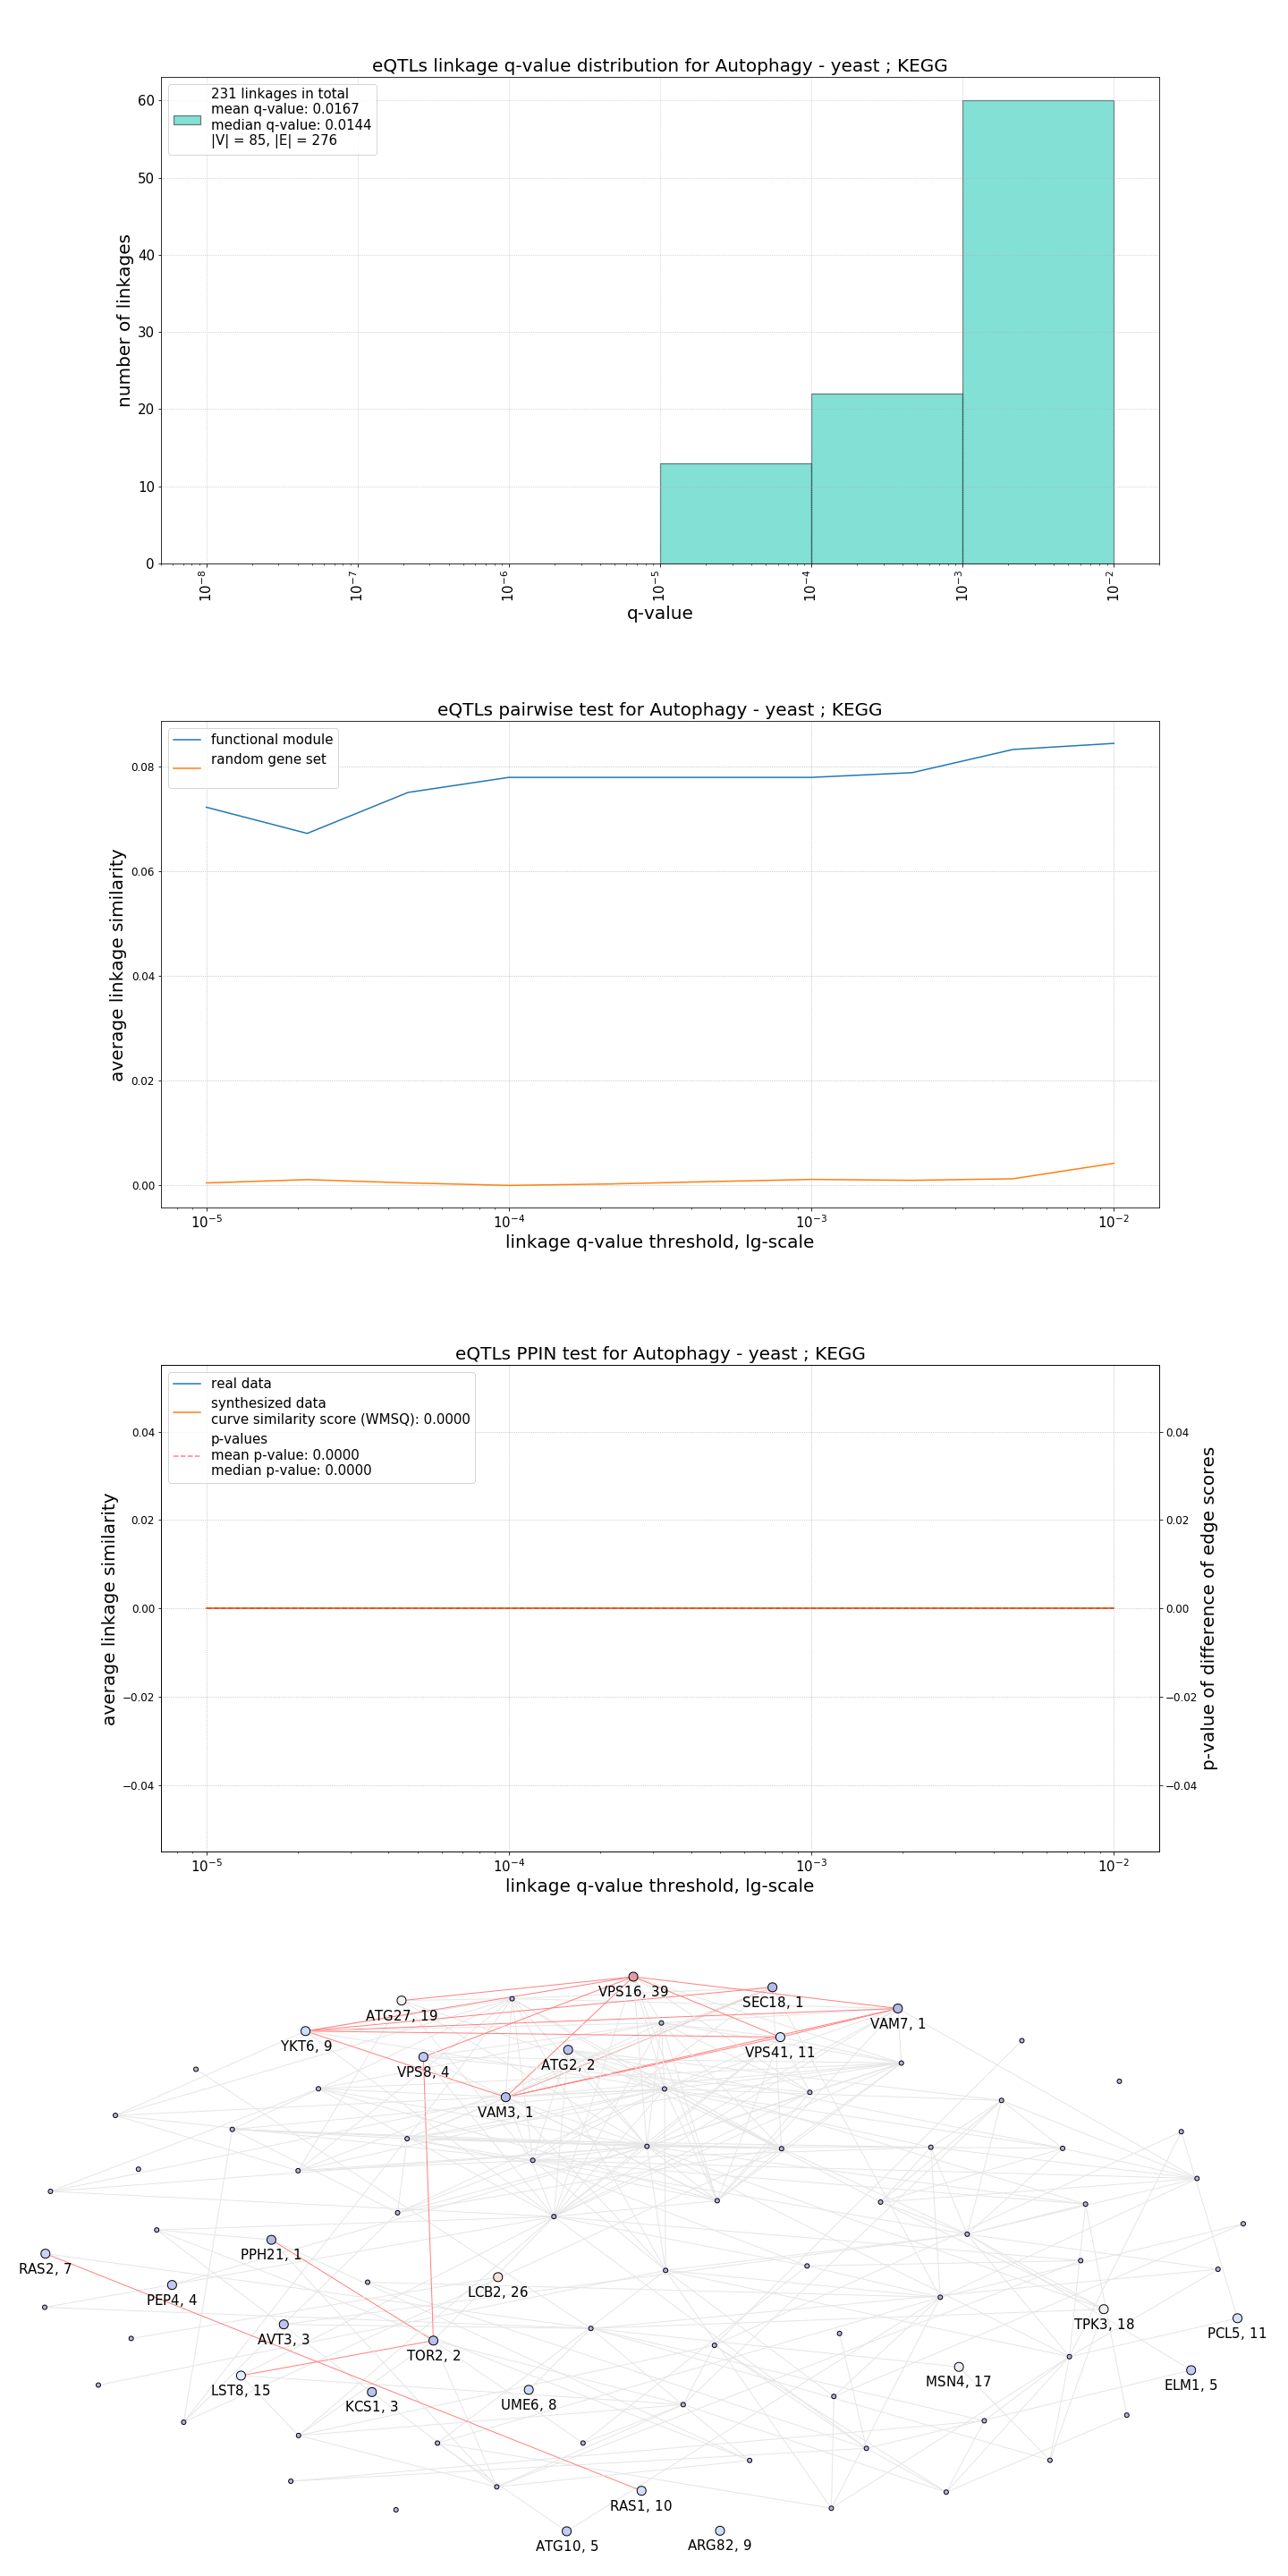 eQTLs linkage q-value distribution for Autophagy - yeast ; KEGG
231 linkages in total
mean q-value: 0.0167
median q-value: 0.0144
|V| = 85, |E| = 276
60
50
40
30
20
10
0
number of linkages
10⁻⁸ 10⁻⁷ 10⁻⁶ 10⁻⁵ 10⁻⁴ 10⁻³ 10⁻²
q-value
eQTLs pairwise test for Autophagy - yeast ; KEGG
functional module
random gene set
0.08
0.06
0.04
0.02
0.00
average linkage similarity
10⁻⁵ 10⁻⁴ 10⁻³ 10⁻²
linkage q-value threshold, lg-scale
eQTLs PPIN test for Autophagy - yeast ; KEGG
real data
synthesized data
curve similarity score (WMSQ): 0.0000
p-values
mean p-value: 0.0000
median p-value: 0.0000
0.04 0.04
0.02 0.02
0.00 0.00
−0.02 −0.02
−0.04 −0.04
average linkage similarity
p-value of difference of edge scores
10⁻⁵ 10⁻⁴ 10⁻³ 10⁻²
linkage q-value threshold, lg-scale
VPS16, 39
SEC18, 1
ATG27, 19
VAM7, 1
YKT6, 9
VPS41, 11
ATG2, 2
VPS8, 4
VAM3, 1
PPH21, 1
RAS2, 7
LCB2, 26
PEP4, 4
TPK3, 18
PCL5, 11
AVT3, 3
TOR2, 2
MSN4, 17
ELM1, 5
LST8, 15
UME6, 8
KCS1, 3
RAS1, 10
ATG10, 5
ARG82, 9